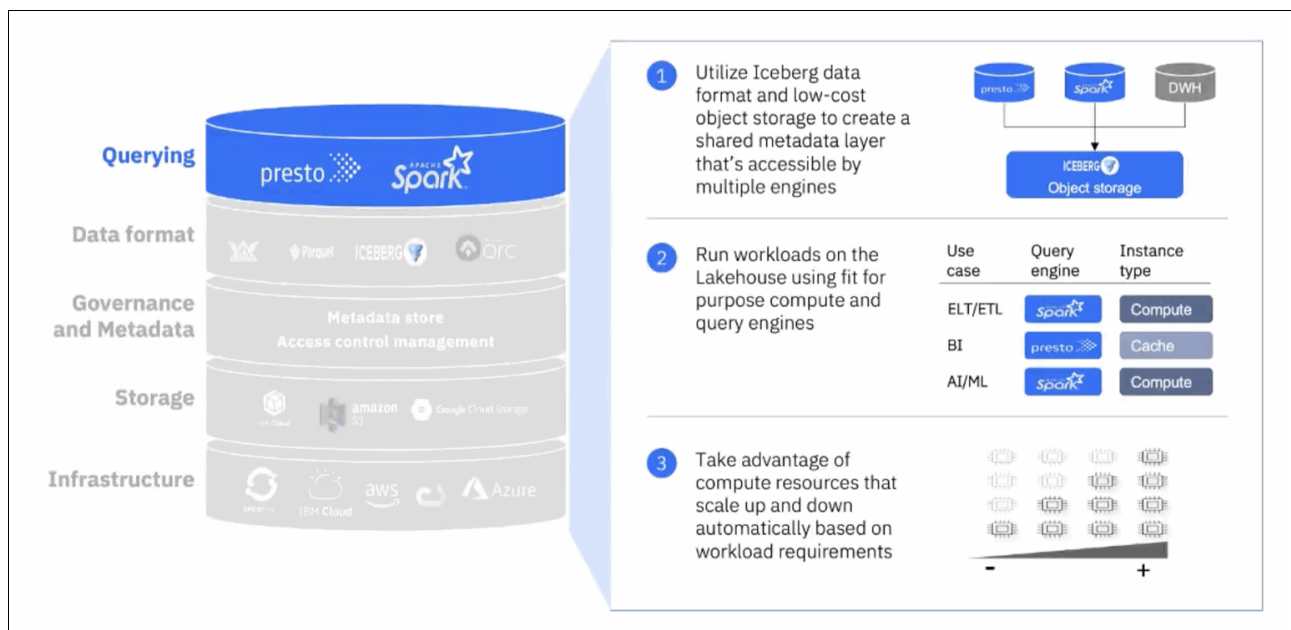 Querying
presto
APACHE
Spark
Data format
Parquet
ICEBERG
orc
Governance
and Metadata
Metadata store
Access control management
Storage
amazon
S3
Google Cloud Storage
Infrastructure
IBM Cloud
aws
Azure
1
Utilize Iceberg data
format and low-cost
object storage to create a
shared metadata layer
that's accessible by
multiple engines
presto
Spark
DWH
ICEBERG
Object storage
2
Run workloads on the
Lakehouse using fit for
purpose compute and
query engines
Use case
Query engine
Instance type
ELT/ETL
Spark
Compute
BI
presto
Cache
AI/ML
Spark
Compute
3
Take advantage of
compute resources that
scale up and down
automatically based on
workload requirements
- +